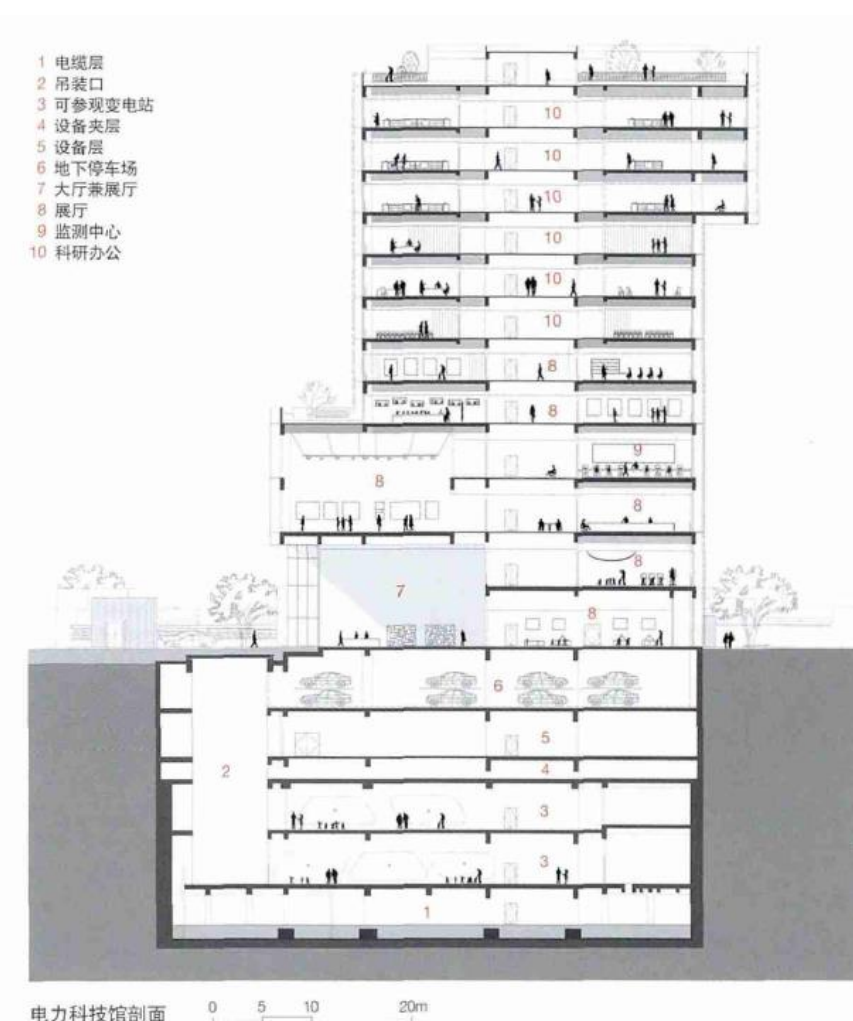 1 电缆层
2 吊装口
3 可参观变电站
4 设备夹层
5 设备层
6 地下停车场
7 大厅兼展厅
8 展厅
9 监测中心
10 科研办公
10
10
10
10
10
10
8
8
9
8
8
8
7
8
6
5
2
4
3
3
1
电力科技馆剖面 0 5 10 20m